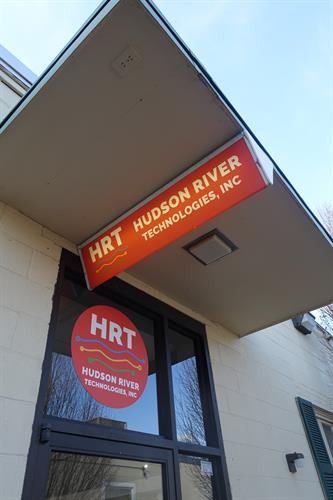 HRT HUDSON RIVER
TECHNOLOGIES, INC
HRT
HUDSON RIVER
TECHNOLOGIES, INC